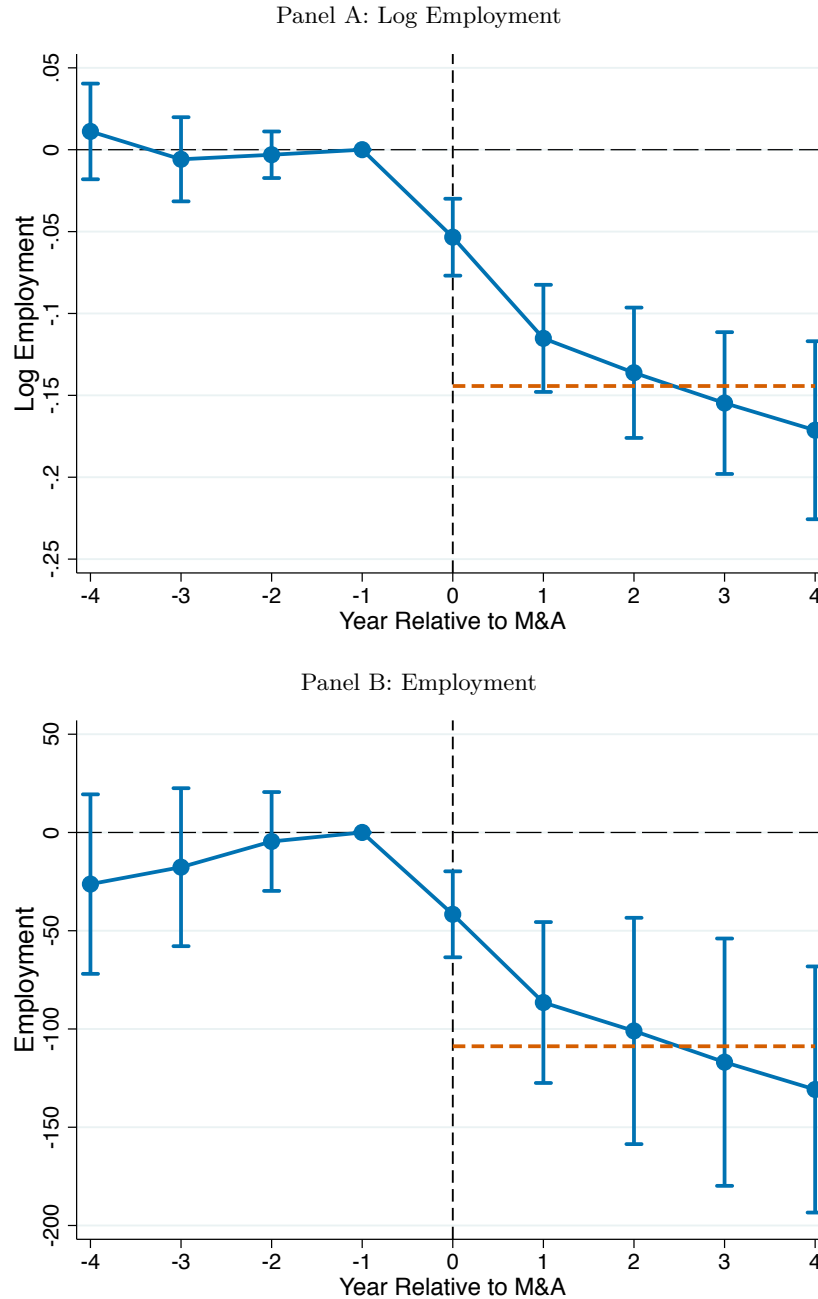 Panel A: Log Employment
.05
0
-.05
-.1
-.15
-.2
-.25
Log Employment
-4 -3 -2 -1 0 1 2 3 4
Year Relative to M&A
Panel B: Employment
50
0
-50
-100
-150
-200
Employment
-4 -3 -2 -1 0 1 2 3 4
Year Relative to M&A